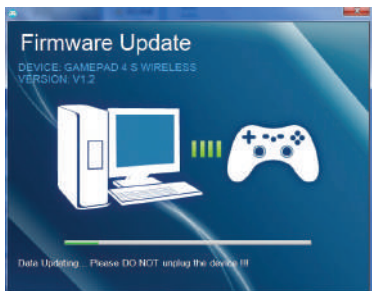 Firmware Update
DEVICE: GAMEPAD 4 S WIRELESS
VERSION: V1.2
Data Updating... Please DO NOT unplug the device !!!